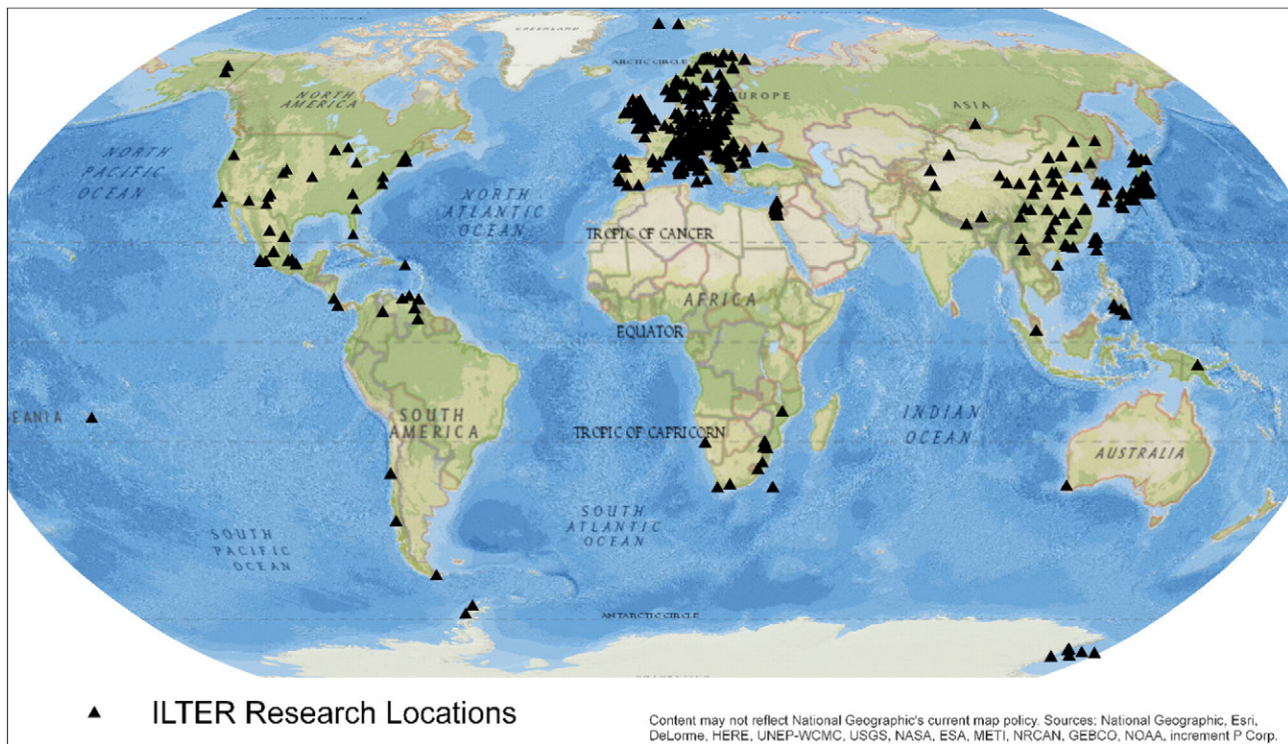 GREENLAND
ARCTIC CIRCLE
NORTH
AMERICA
EUROPE
ASIA
NORTH
PACIFIC
OCEAN
NORTH
ATLANTIC
OCEAN
TROPIC OF CANCER
AFRICA
EQUATOR
EANIA
SOUTH
AMERICA
TROPIC OF CAPRICORN
INDIAN
OCEAN
AUSTRALIA
SOUTH
ATLANTIC
OCEAN
SOUTH
PACIFIC
OCEAN
ANTARCTIC CIRCLE
ILTER Research Locations
Content may not reflect National Geographic's current map policy. Sources: National Geographic, Esri,
DeLorme, HERE, UNEP-WCMC, USGS, NASA, ESA, METI, NRCAN, GEBCO, NOAA, increment P Corp.